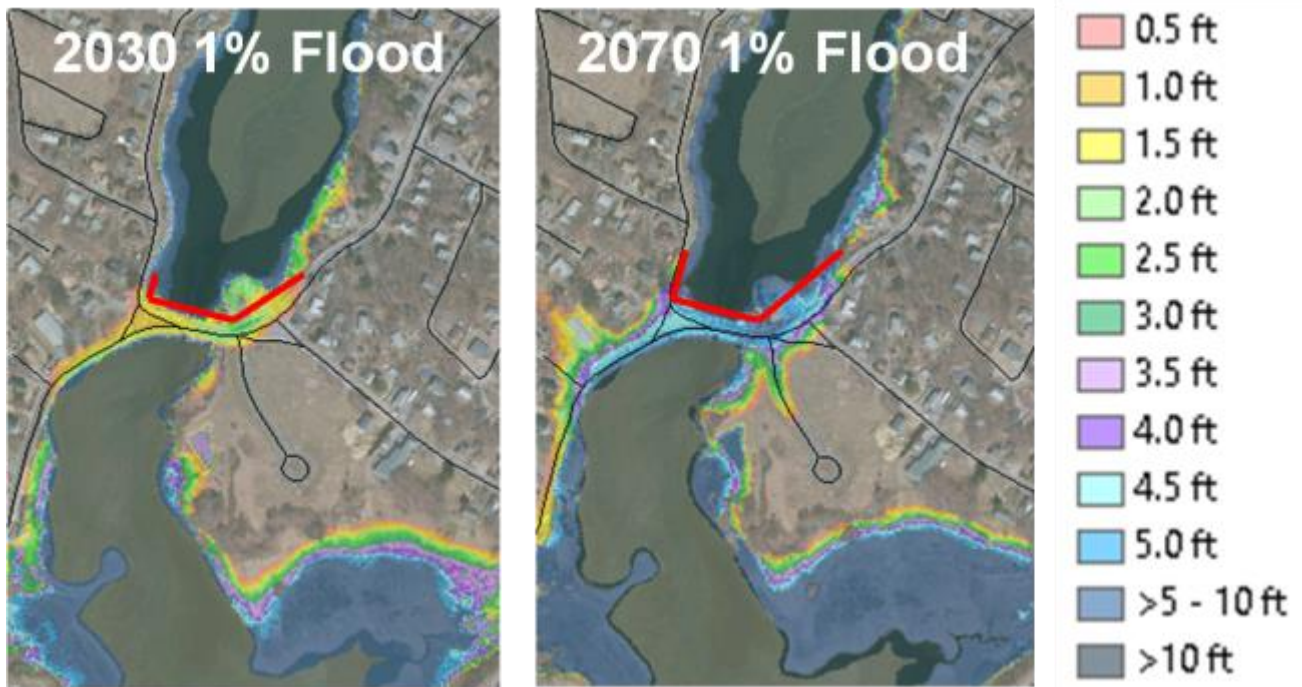 2030 1% Flood
2070 1% Flood
0.5 ft
1.0 ft
1.5 ft
2.0 ft
2.5 ft
3.0 ft
3.5 ft
4.0 ft
4.5 ft
5.0 ft
>5 - 10 ft
>10 ft